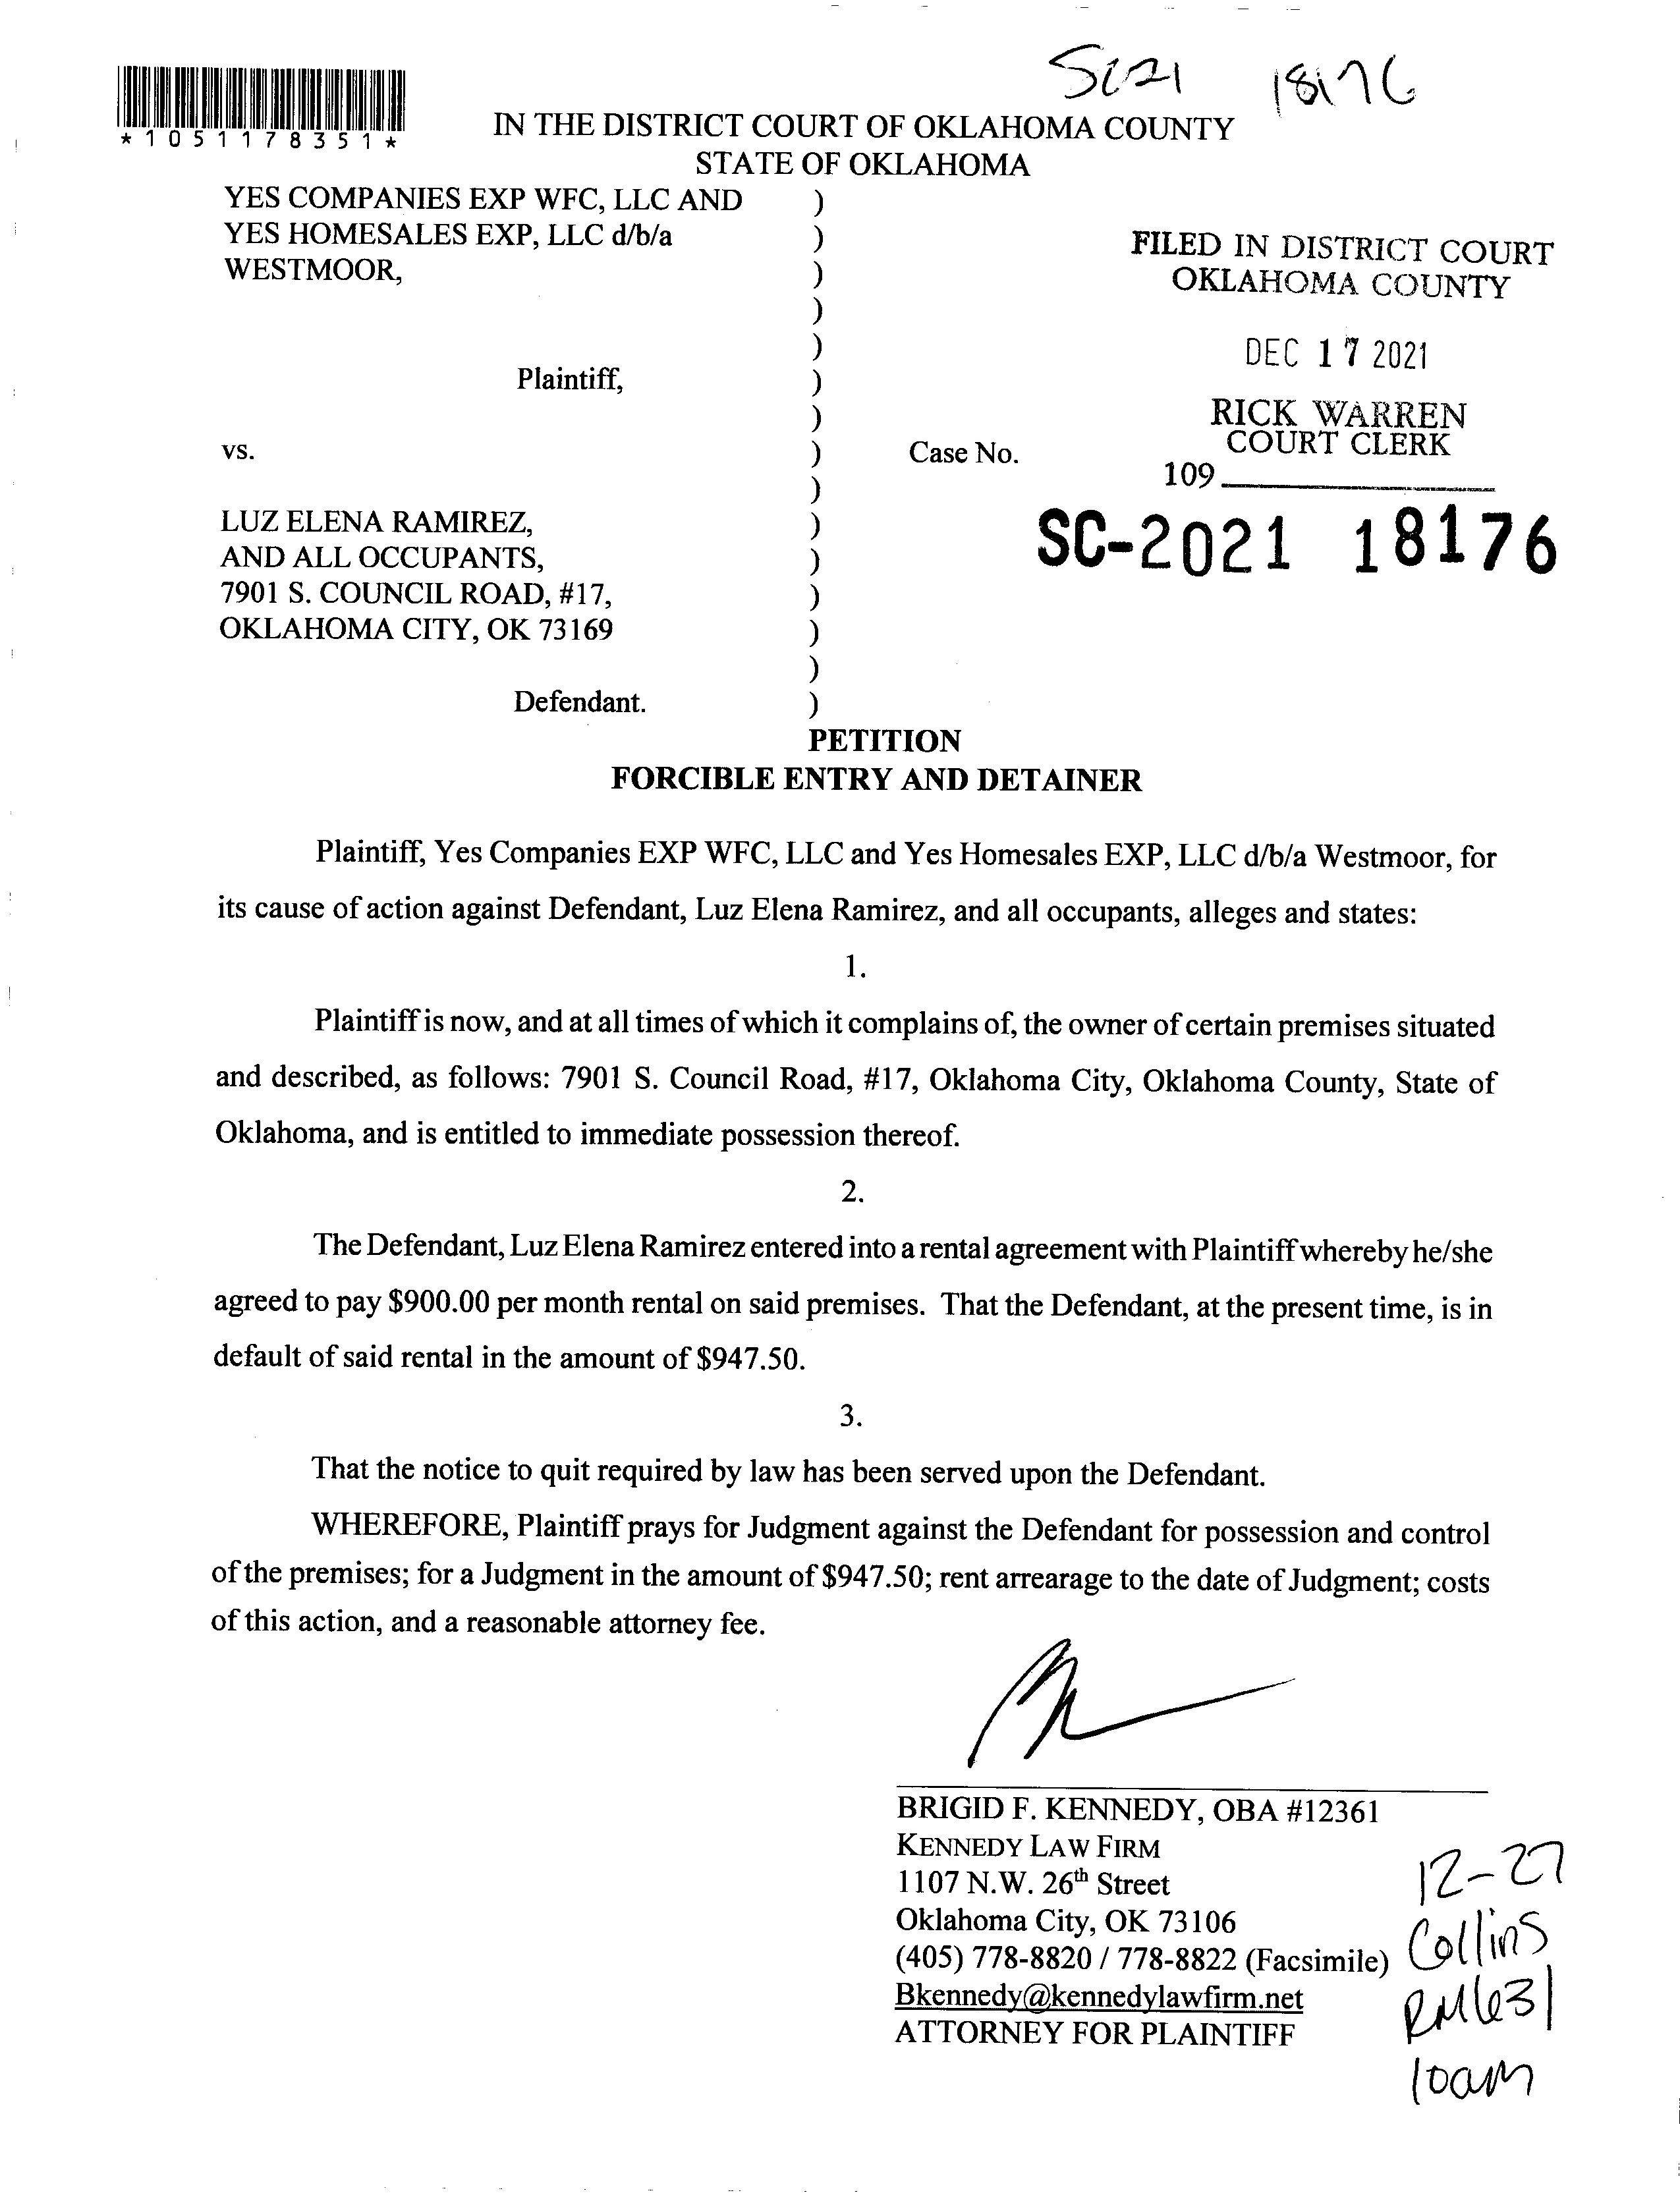 SC21 18176
*1051178351*
IN THE DISTRICT COURT OF OKLAHOMA COUNTY
STATE OF OKLAHOMA
YES COMPANIES EXP WFC, LLC AND )
YES HOMESALES EXP, LLC d/b/a )
WESTMOOR, )
)
)
Plaintiff, )
)
vs. ) Case No.
)
LUZ ELENA RAMIREZ, )
AND ALL OCCUPANTS, )
7901 S. COUNCIL ROAD, #17, )
OKLAHOMA CITY, OK 73169 )
)
Defendant. )
FILED IN DISTRICT COURT
OKLAHOMA COUNTY
DEC 17 2021
RICK WARREN
COURT CLERK
109
SC-2021 18176
PETITION
FORCIBLE ENTRY AND DETAINER
Plaintiff, Yes Companies EXP WFC, LLC and Yes Homesales EXP, LLC d/b/a Westmoor, for
its cause of action against Defendant, Luz Elena Ramirez, and all occupants, alleges and states:
1.
Plaintiff is now, and at all times of which it complains of, the owner of certain premises situated
and described, as follows: 7901 S. Council Road, #17, Oklahoma City, Oklahoma County, State of
Oklahoma, and is entitled to immediate possession thereof.
2.
The Defendant, Luz Elena Ramirez entered into a rental agreement with Plaintiff whereby he/she
agreed to pay $900.00 per month rental on said premises. That the Defendant, at the present time, is in
default of said rental in the amount of $947.50.
3.
That the notice to quit required by law has been served upon the Defendant.
WHEREFORE, Plaintiff prays for Judgment against the Defendant for possession and control
of the premises; for a Judgment in the amount of $947.50; rent arrearage to the date of Judgment; costs
of this action, and a reasonable attorney fee.
BRIGID F. KENNEDY, OBA #12361
KENNEDY LAW FIRM
1107 N.W. 26th Street
Oklahoma City, OK 73106
(405) 778-8820 / 778-8822 (Facsimile)
Bkennedy@kennedylawfirm.net
ATTORNEY FOR PLAINTIFF
12-27
Collins
10am